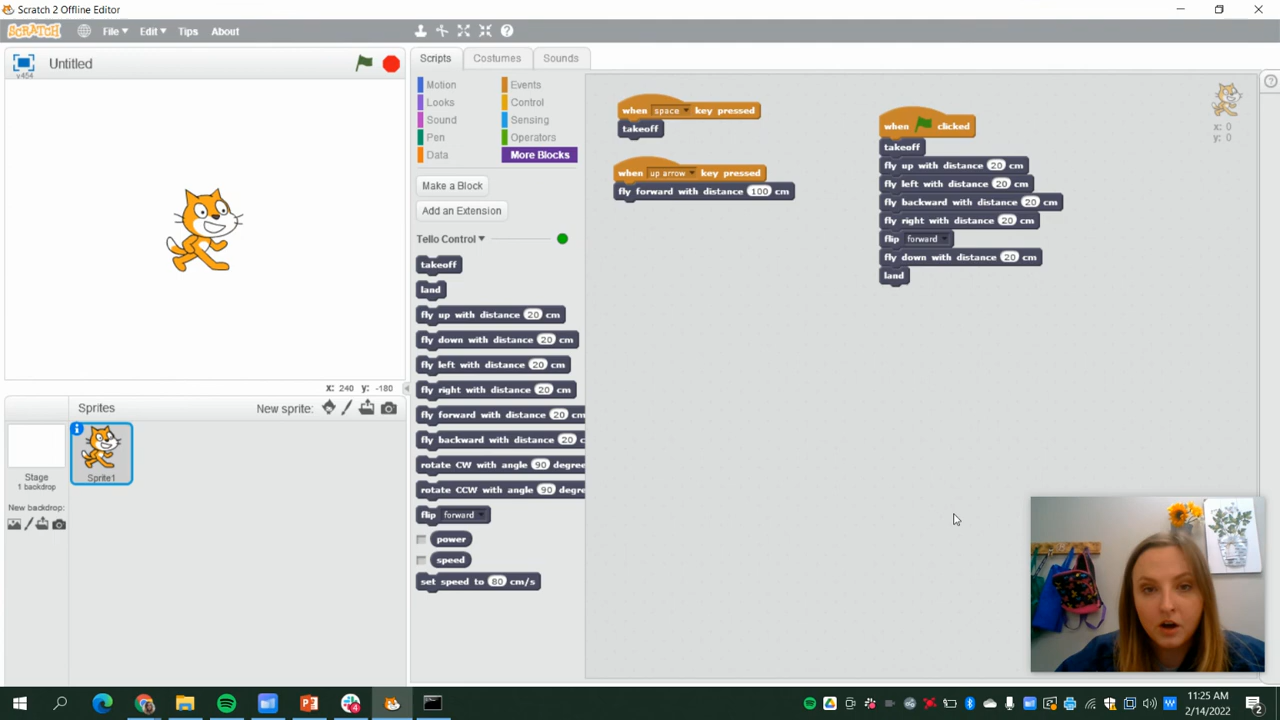 Scratch 2 Offline Editor
SCRATCH
File
Edit
Tips
About
v454
Untitled
Scripts
Costumes
Sounds
Motion
Events
Looks
Control
Sound
Sensing
Pen
Operators
Data
More Blocks
Make a Block
Add an Extension
Tello Control
takeoff
land
fly up with distance 20 cm
fly down with distance 20 cm
fly left with distance 20 cm
fly right with distance 20 cm
fly forward with distance 20 cm
fly backward with distance 20 c
rotate CW with angle 90 degree
rotate CCW with angle 90 degre
flip forward
power
speed
set speed to 80 cm/s
when space key pressed
takeoff
when up arrow key pressed
fly forward with distance 100 cm
when clicked
takeoff
fly up with distance 20 cm
fly left with distance 20 cm
fly backward with distance 20 cm
fly right with distance 20 cm
flip forward
fly down with distance 20 cm
land
x: 0
y: 0
x: 240 y: -180
Sprites
New sprite:
Stage
1 backdrop
New backdrop:
Sprite1
11:25 AM
2/14/2022
2